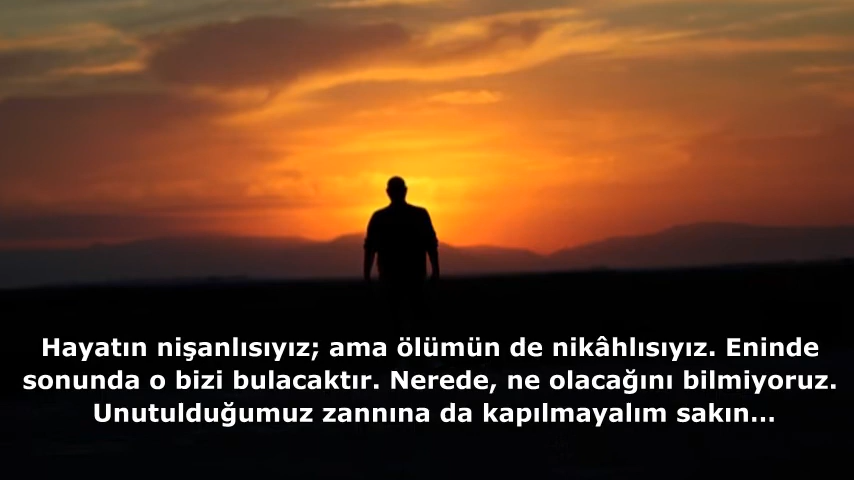 Hayatın nişanlısıyız; ama ölümün de nikâhlısıyız. Eninde
sonunda o bizi bulacaktır. Nerede, ne olacağını bilmiyoruz.
Unutulduğumuz zannına da kapılmayalım sakın...